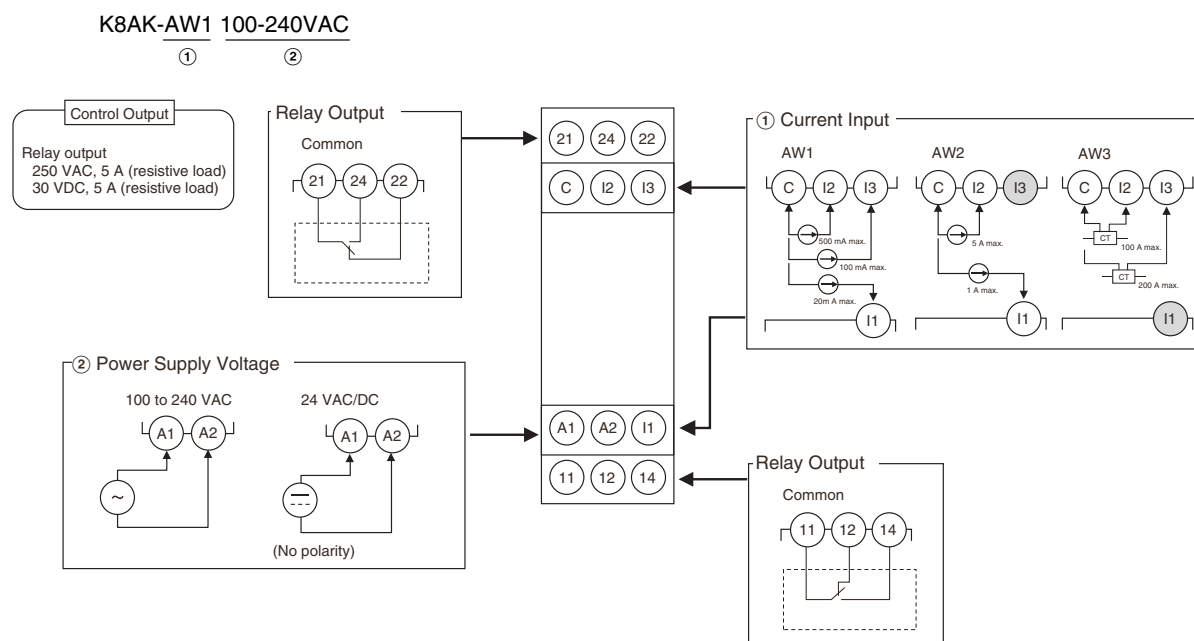 K8AK-AW1 100-240VAC
① ②
Control Output
Relay output
250 VAC, 5 A (resistive load)
30 VDC, 5 A (resistive load)
Relay Output
Common
21 24 22
21 24 22
C I2 I3
A1 A2 I1
11 12 14
① Current Input
AW1
C I2 I3
500 mA max.
100 mA max.
20m A max.
I1
AW2
C I2 I3
5 A max.
1 A max.
I1
AW3
C I2 I3
CT
100 A max.
CT
200 A max.
I1
② Power Supply Voltage
100 to 240 VAC
A1 A2
~
24 VAC/DC
A1 A2
(No polarity)
Relay Output
Common
11 12 14